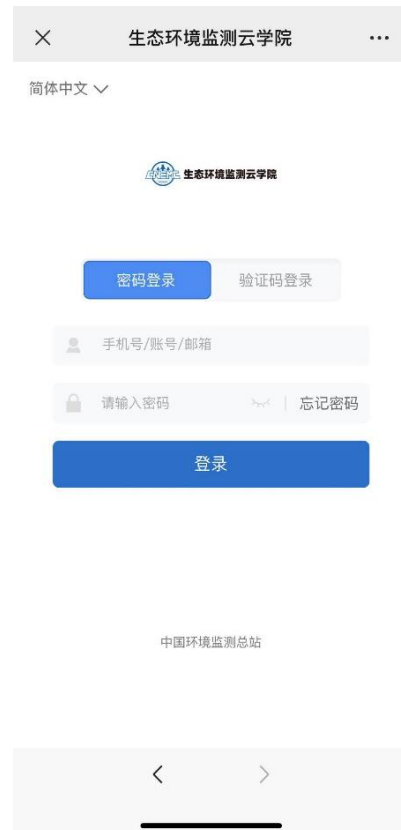 生态环境监测云学院
简体中文
CNEMC 生态环境监测云学院
密码登录 验证码登录
手机号/账号/邮箱
请输入密码 忘记密码
登录
中国环境监测总站